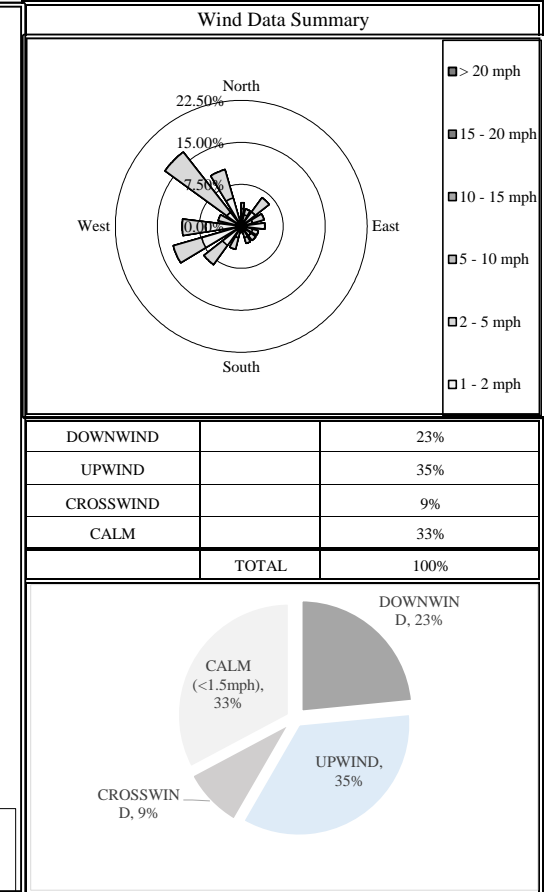 Wind Data Summary
North
22.50%
15.00%
7.50%
0.00%
West
East
South
> 20 mph
15 - 20 mph
10 - 15 mph
5 - 10 mph
2 - 5 mph
1 - 2 mph
DOWNWIND 23%
UPWIND 35%
CROSSWIND 9%
CALM 33%
TOTAL 100%
DOWNWIN
D, 23%
CALM
(<1.5mph),
33%
UPWIND,
35%
CROSSWIN
D, 9%